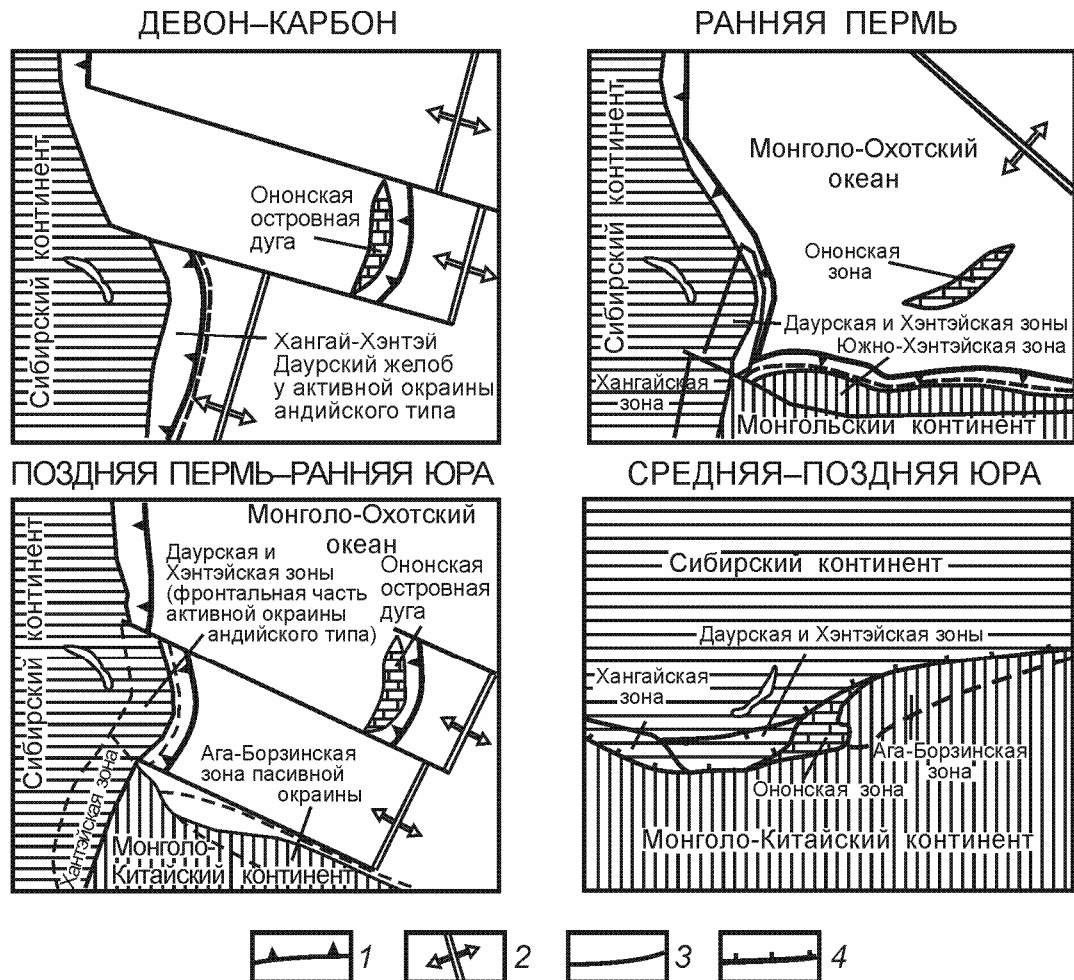 ДЕВОН–КАРБОН
Сибирский континент
Ононская
островная
дуга
Хангай-Хэнтэй
Даурский желоб
у активной окраины
андийского типа
РАННЯЯ ПЕРМЬ
Сибирский континент
Монголо-Охотский
океан
Ононская
зона
Даурская и Хэнтэйская зоны
Южно-Хэнтэйская зона
Хангайская
зона
Монгольский континент
ПОЗДНЯЯ ПЕРМЬ–РАННЯЯ ЮРА
Сибирский континент
Монголо-Охотский
океан
Даурская и
Хэнтэйская зоны
(фронтальная часть
активной окраины
андийского типа)
Ононская
островная
дуга
Ага-Борзинская
зона пасивной
окраины
Хантэйская зона
Монголо-
Китайский континент
СРЕДНЯЯ–ПОЗДНЯЯ ЮРА
Сибирский континент
Даурская и Хэнтэйская зоны
Хангайская
зона
Ага-Борзинская
зона
Ононская зона
Монголо-Китайский континент
1 2 3 4